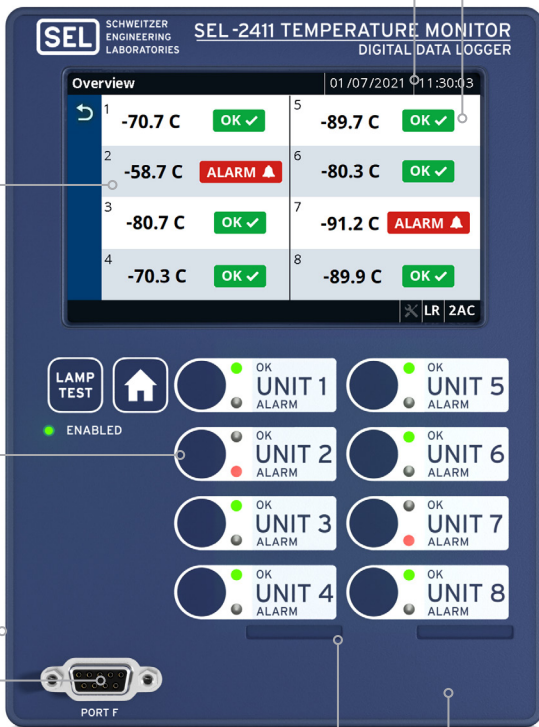 SEL
SCHWEITZER
ENGINEERING
LABORATORIES
SEL-2411 TEMPERATURE MONITOR
DIGITAL DATA LOGGER
Overview 01/07/2021 11:30:03
1 -70.7 C OK 5 -89.7 C OK
2 -58.7 C ALARM 6 -80.3 C OK
3 -80.7 C OK 7 -91.2 C ALARM
4 -70.3 C OK 8 -89.9 C OK
LR 2AC
LAMP
TEST
ENABLED
OK
UNIT 1
ALARM
OK
UNIT 5
ALARM
OK
UNIT 2
ALARM
OK
UNIT 6
ALARM
OK
UNIT 3
ALARM
OK
UNIT 7
ALARM
OK
UNIT 4
ALARM
OK
UNIT 8
ALARM
PORT F